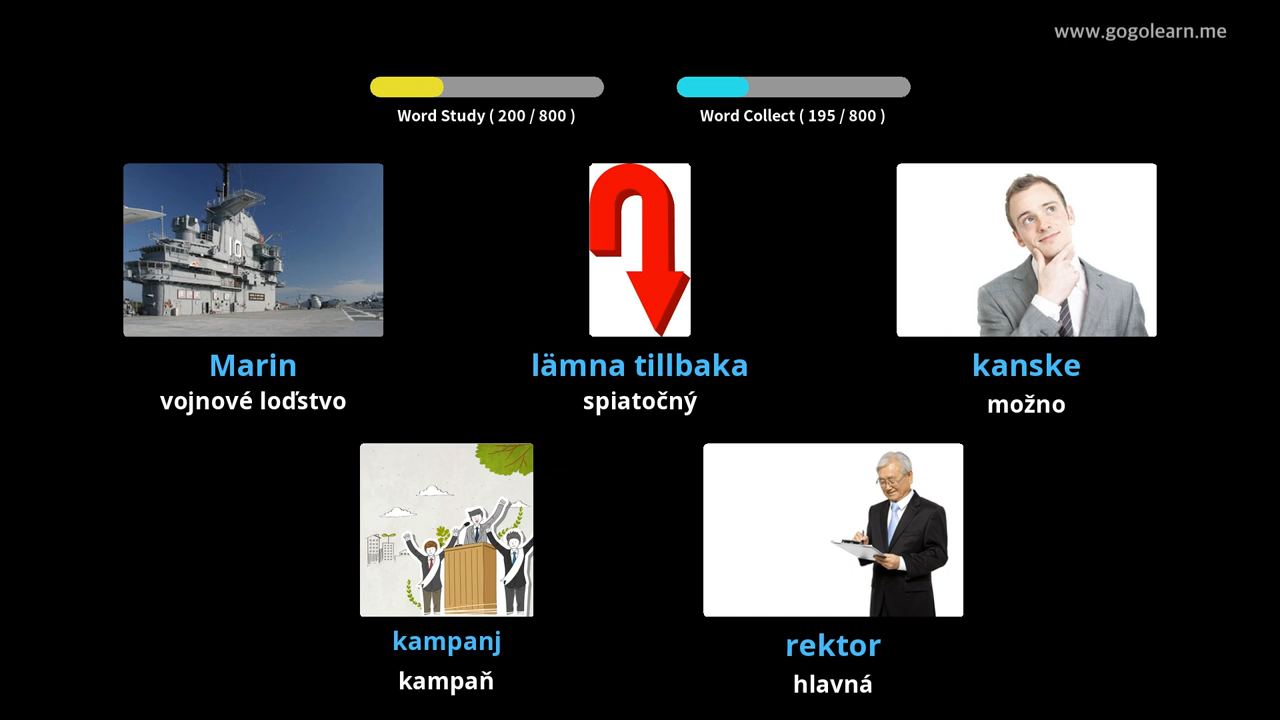 www.gogolearn.me
Word Study ( 200 / 800 )
Word Collect ( 195 / 800 )
10
Marin
vojnové loďstvo
lämna tillbaka
spiatočný
kanske
možno
kampanj
kampaň
rektor
hlavná